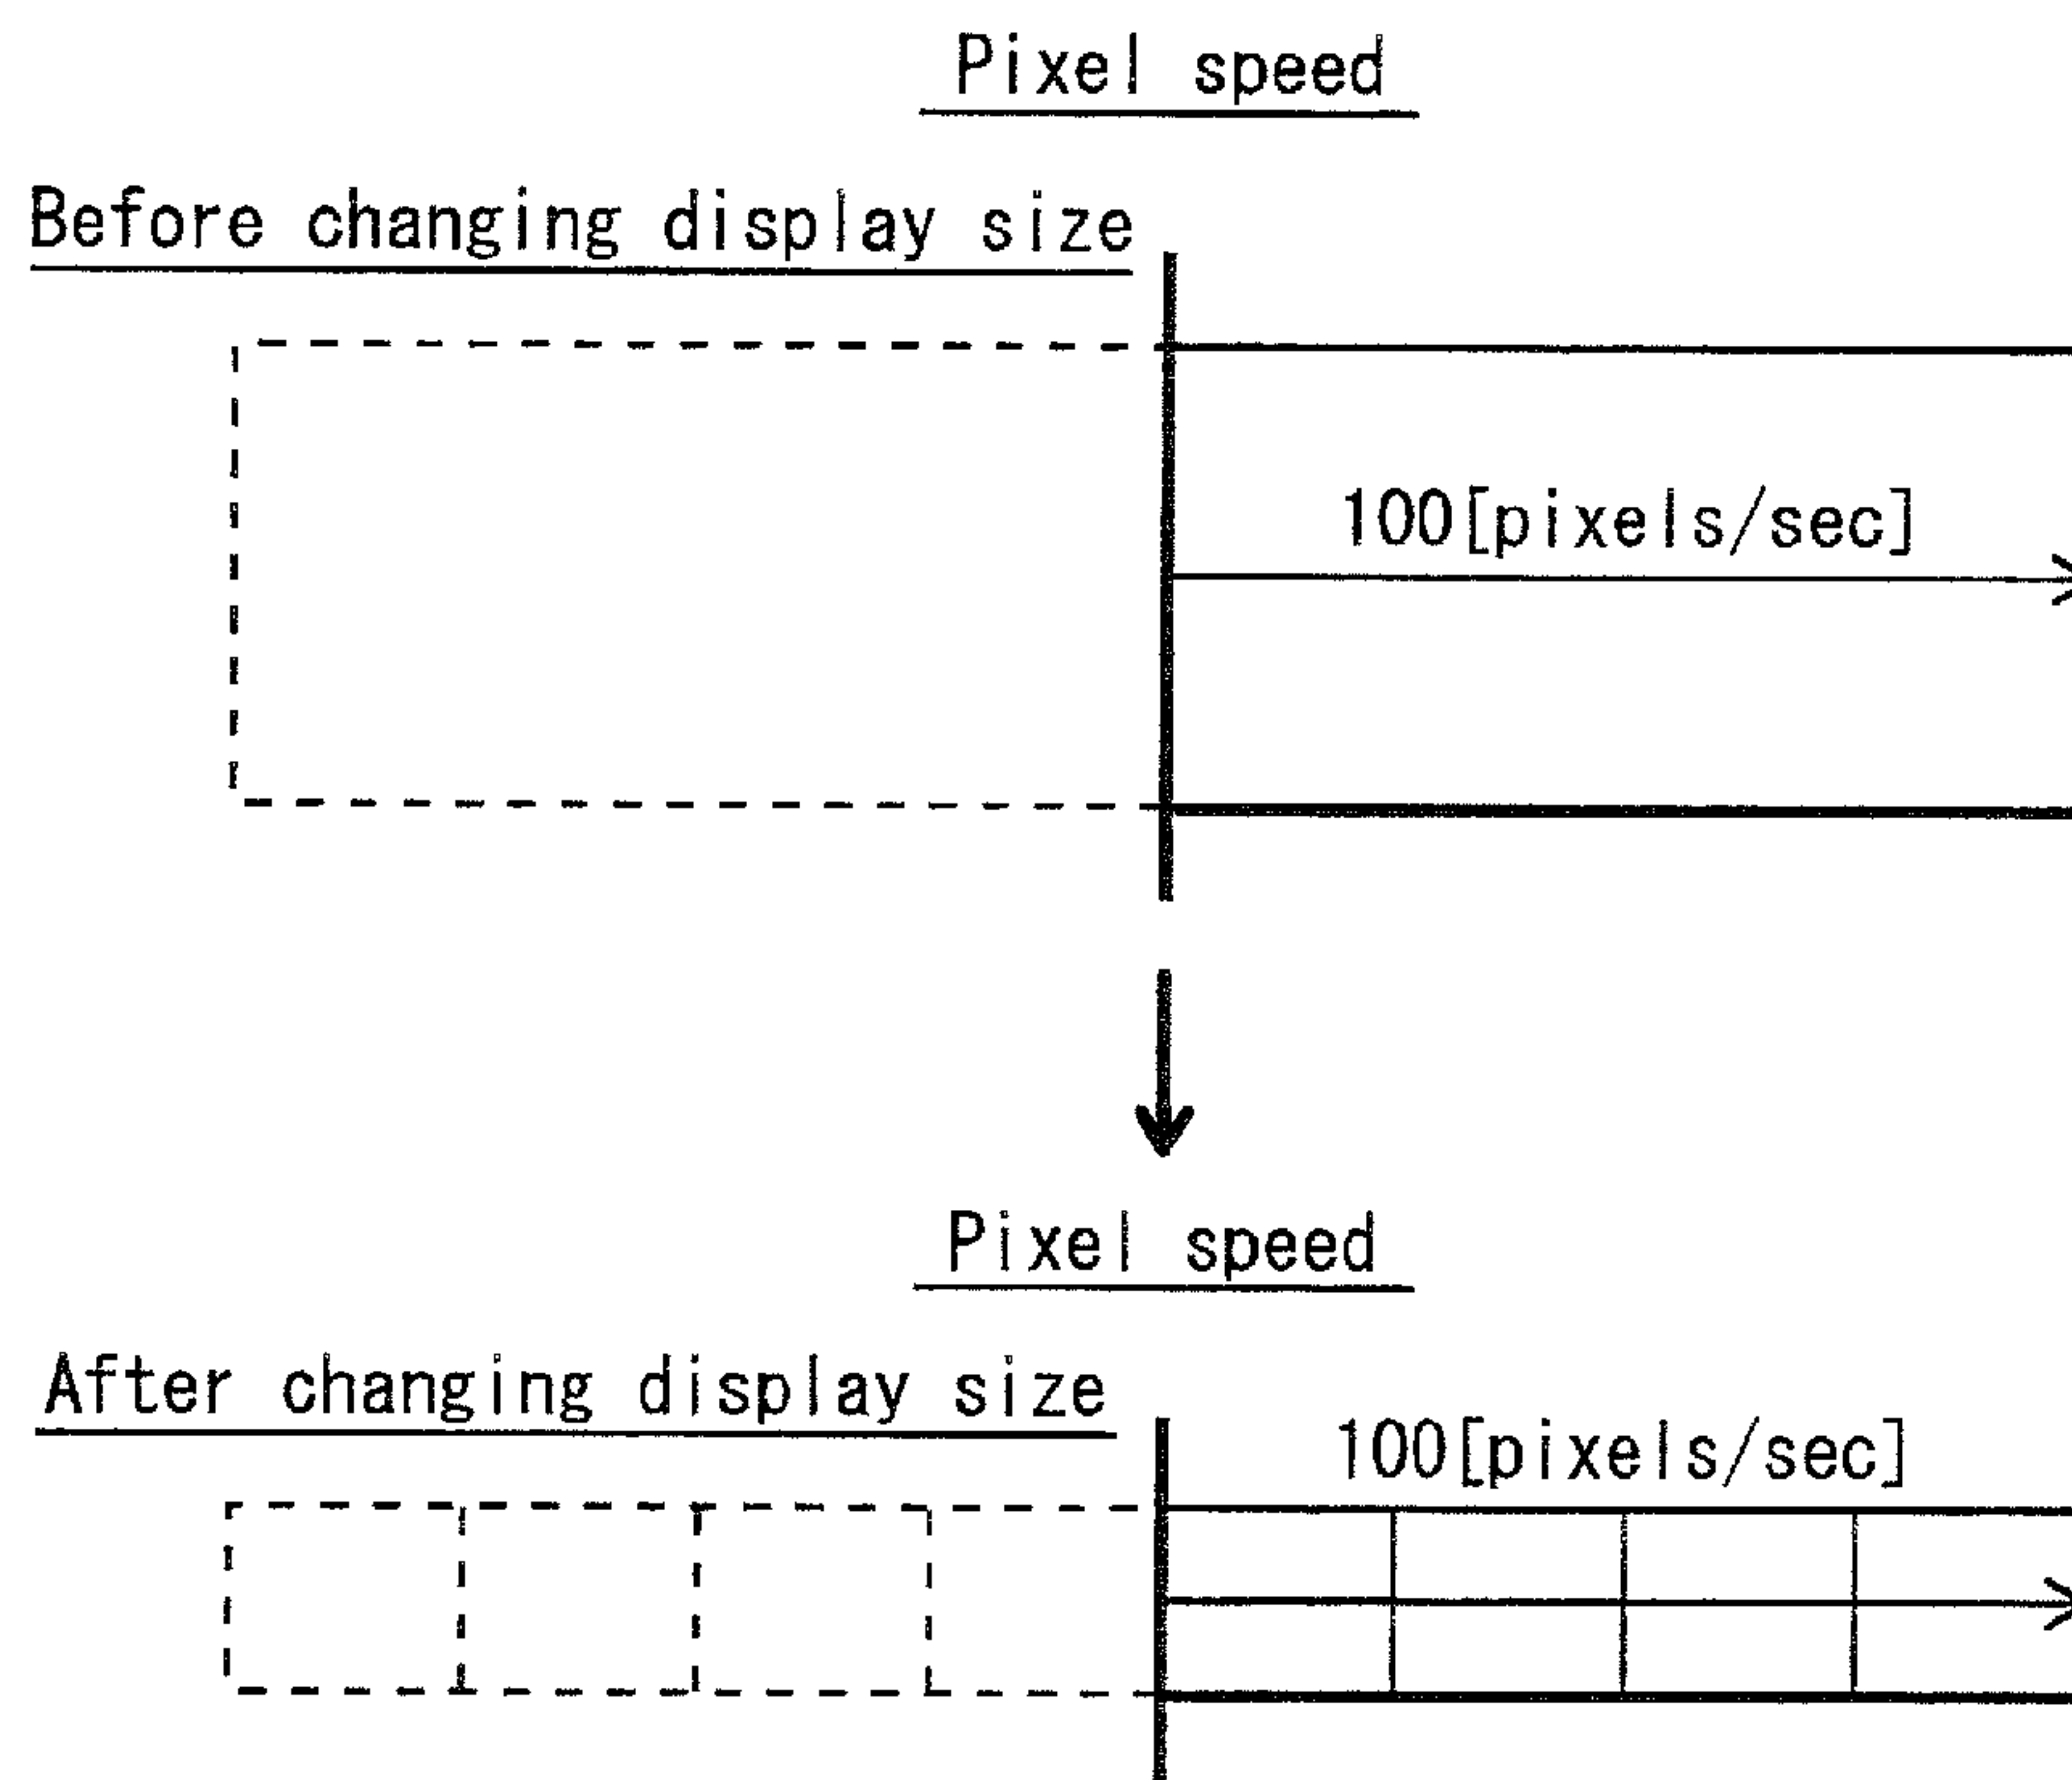 Pixel speed
Before changing display size
100[pixels/sec]
Pixel speed
After changing display size
100[pixels/sec]